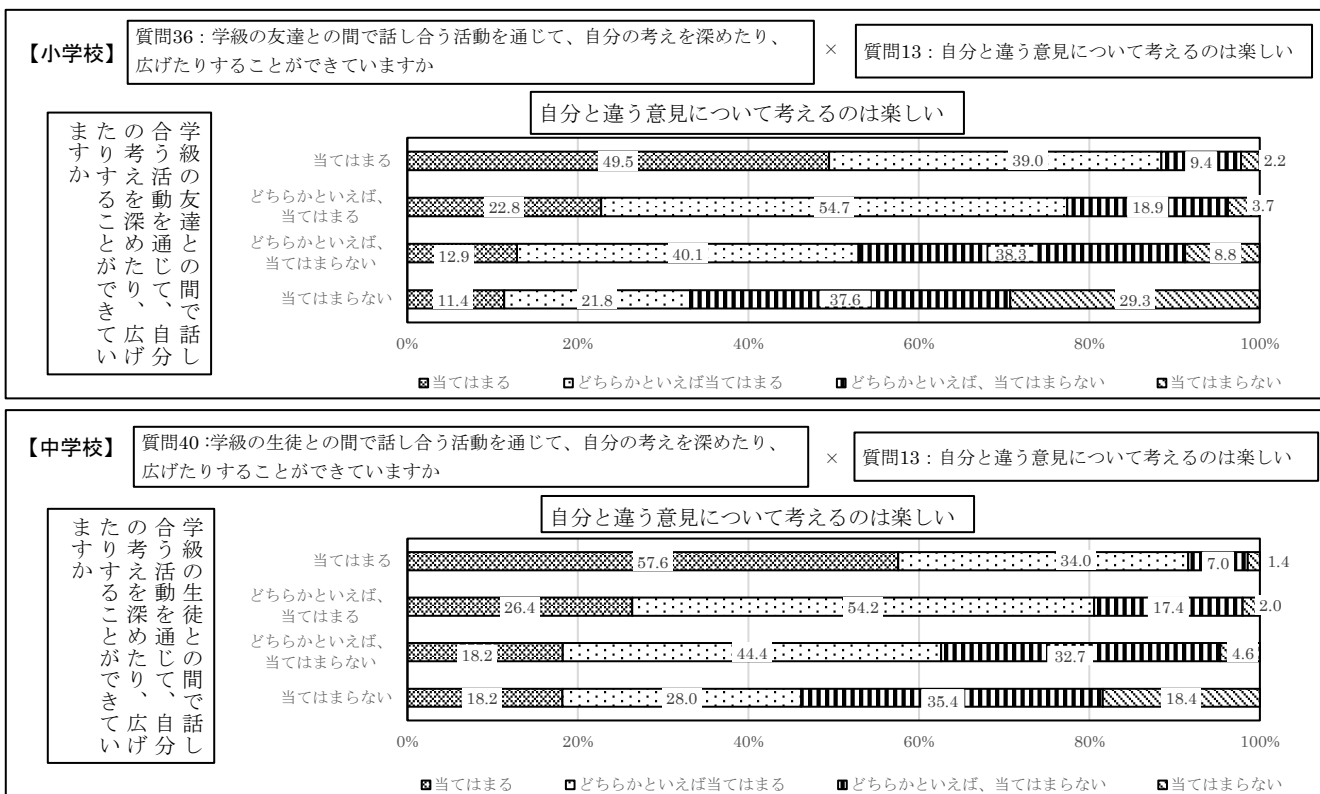 【小学校】
質問36：学級の友達との間で話し合う活動を通じて、自分の考えを深めたり、
広げたりすることができていますか
×
質問13：自分と違う意見について考えるのは楽しい
自分と違う意見について考えるのは楽しい
学級の友達との間で話し
合う活動を通じて、自分
の考えを深めたり、広げ
たりすることができてい
ますか
当てはまる
49.5
39.0
9.4
2.2
どちらかといえば、
当てはまる
22.8
54.7
18.9
3.7
どちらかといえば、
当てはまらない
12.9
40.1
38.3
8.8
当てはまらない
11.4
21.8
37.6
29.3
0%
20%
40%
60%
80%
100%
当てはまる
どちらかといえば当てはまる
どちらかといえば、当てはまらない
当てはまらない
【中学校】
質問40：学級の生徒との間で話し合う活動を通じて、自分の考えを深めたり、
広げたりすることができていますか
×
質問13：自分と違う意見について考えるのは楽しい
自分と違う意見について考えるのは楽しい
学級の生徒との間で話し
合う活動を通じて、自分
の考えを深めたり、広げ
たりすることができてい
ますか
当てはまる
57.6
34.0
7.0
1.4
どちらかといえば、
当てはまる
26.4
54.2
17.4
2.0
どちらかといえば、
当てはまらない
18.2
44.4
32.7
4.6
当てはまらない
18.2
28.0
35.4
18.4
0%
20%
40%
60%
80%
100%
当てはまる
どちらかといえば当てはまる
どちらかといえば、当てはまらない
当てはまらない